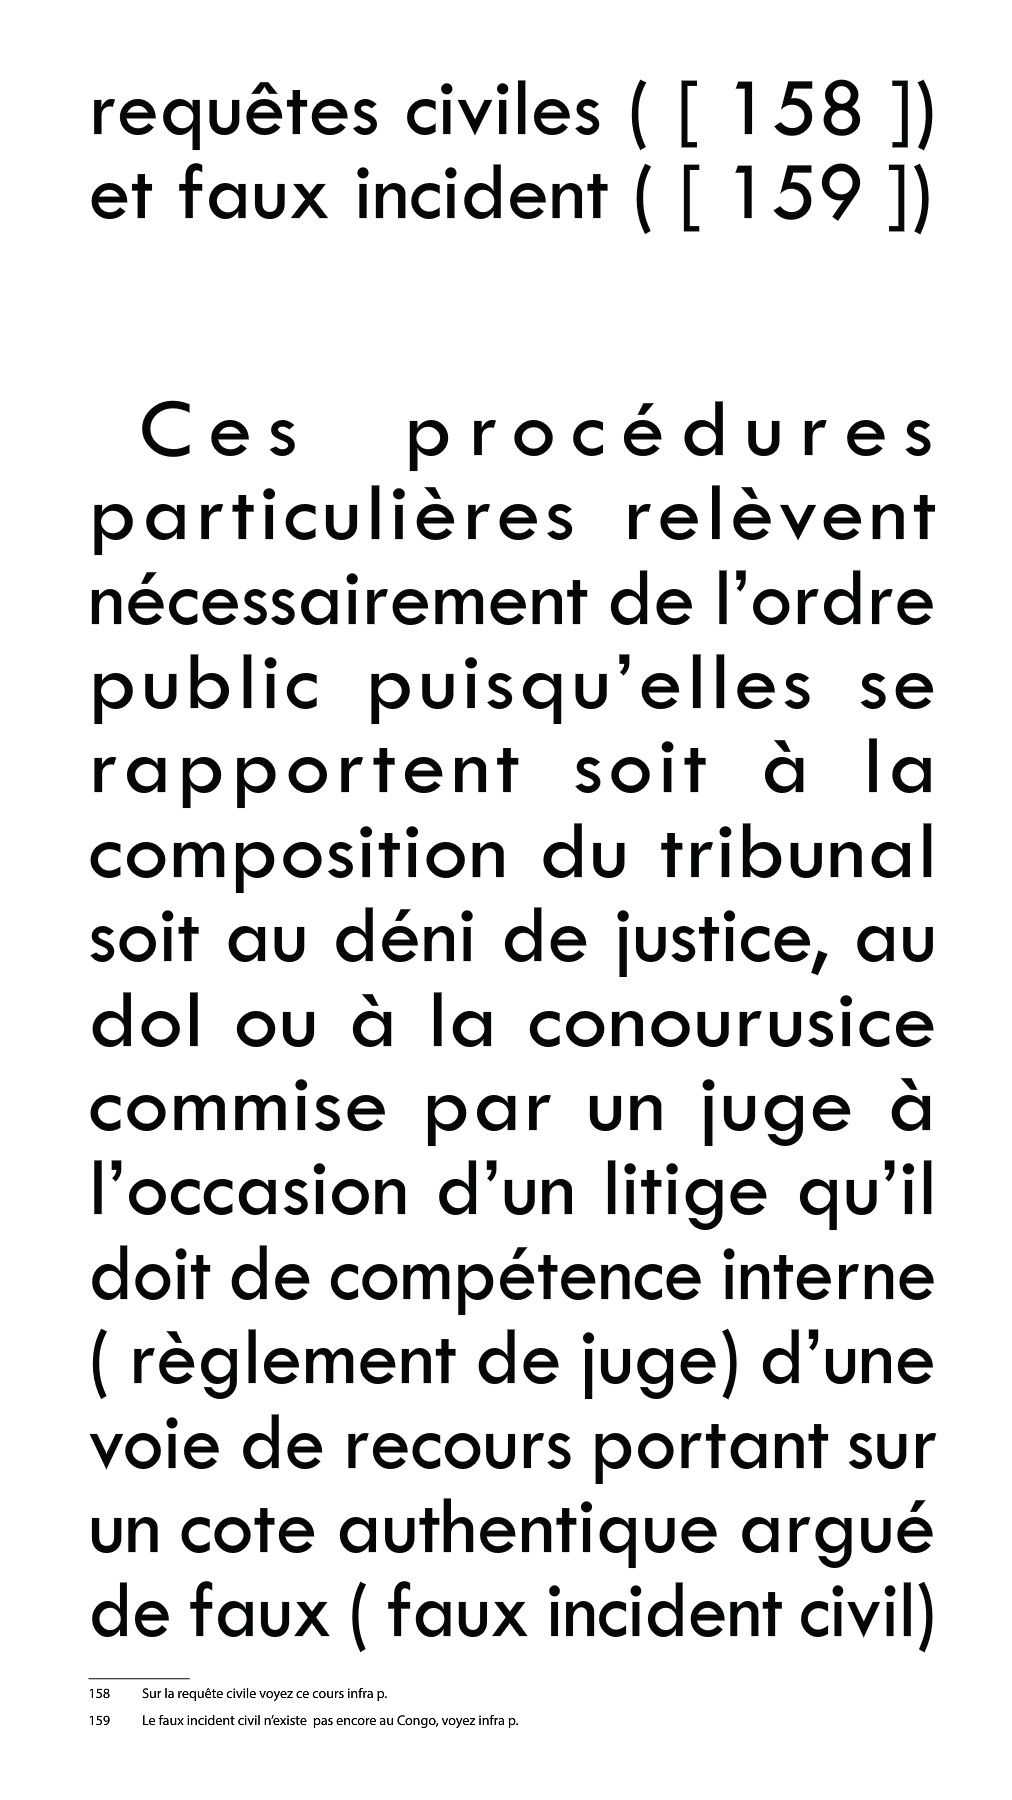 requêtes civiles ( [ 158 ])
et faux incident ( [ 159 ])
Ces procédures
particulières relèvent
nécessairement de l’ordre
public puisqu’elles se
rapportent soit à la
composition du tribunal
soit au déni de justice, au
dol ou à la conourusice
commise par un juge à
l’occasion d’un litige qu’il
doit de compétence interne
( règlement de juge) d’une
voie de recours portant sur
un cote authentique argué
de faux ( faux incident civil)
158 Sur la requête civile voyez ce cours infra p.
159 Le faux incident civil n’existe pas encore au Congo, voyez infra p.